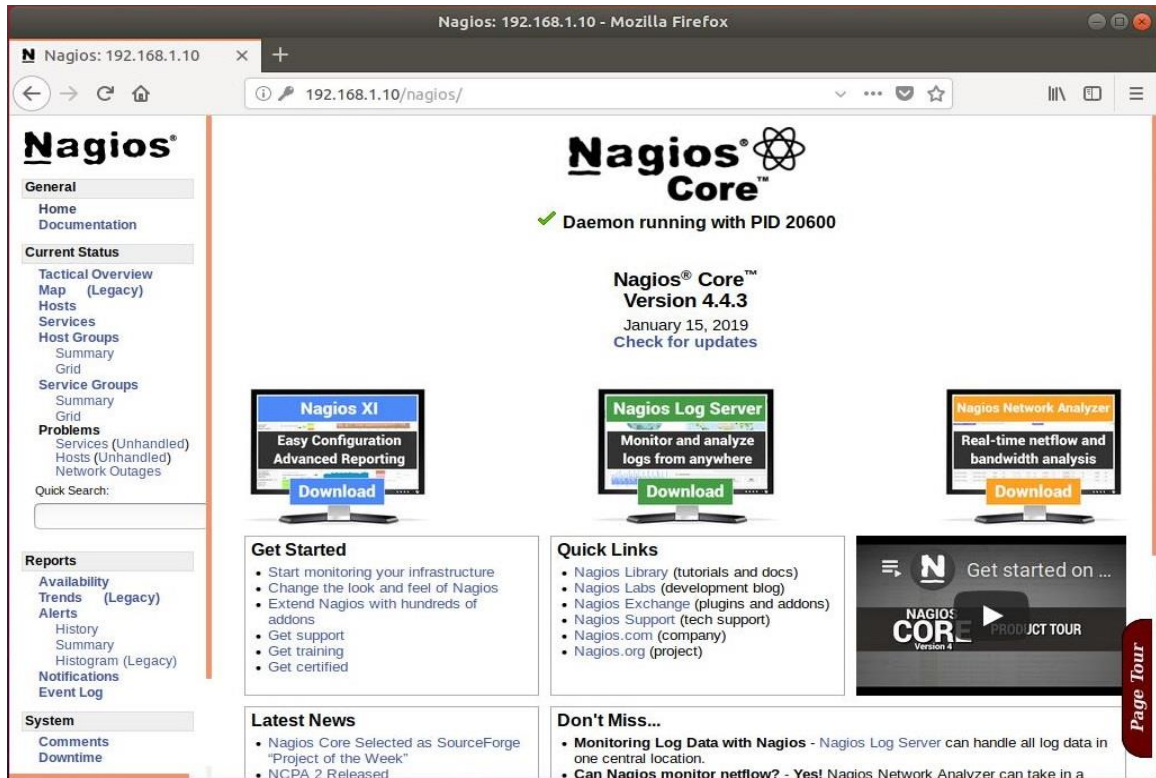 Nagios: 192.168.1.10 - Mozilla Firefox
Nagios: 192.168.1.10
192.168.1.10/nagios/
Nagios®
General
Home
Documentation
Current Status
Tactical Overview
Map (Legacy)
Hosts
Services
Host Groups
Summary
Grid
Service Groups
Summary
Grid
Problems
Services (Unhandled)
Hosts (Unhandled)
Network Outages
Quick Search:
Reports
Availability
Trends (Legacy)
Alerts
History
Summary
Histogram (Legacy)
Notifications
Event Log
System
Comments
Downtime
Nagios®
Core™
Daemon running with PID 20600
Nagios® Core™
Version 4.4.3
January 15, 2019
Check for updates
Nagios XI
Easy Configuration
Advanced Reporting
Download
Nagios Log Server
Monitor and analyze
logs from anywhere
Download
Nagios Network Analyzer
Real-time netflow and
bandwidth analysis
Download
Get Started
• Start monitoring your infrastructure
• Change the look and feel of Nagios
• Extend Nagios with hundreds of
addons
• Get support
• Get training
• Get certified
Quick Links
• Nagios Library (tutorials and docs)
• Nagios Labs (development blog)
• Nagios Exchange (plugins and addons)
• Nagios Support (tech support)
• Nagios.com (company)
• Nagios.org (project)
N Get started on ...
NAGIOS
CORE PRODUCT TOUR
Version 4
Page Tour
Latest News
• Nagios Core Selected as SourceForge
"Project of the Week"
• NCPA 2 Released
Don't Miss...
• Monitoring Log Data with Nagios - Nagios Log Server can handle all log data in
one central location.
• Can Nagios monitor netflow? - Yes! Nagios Network Analyzer can take in a